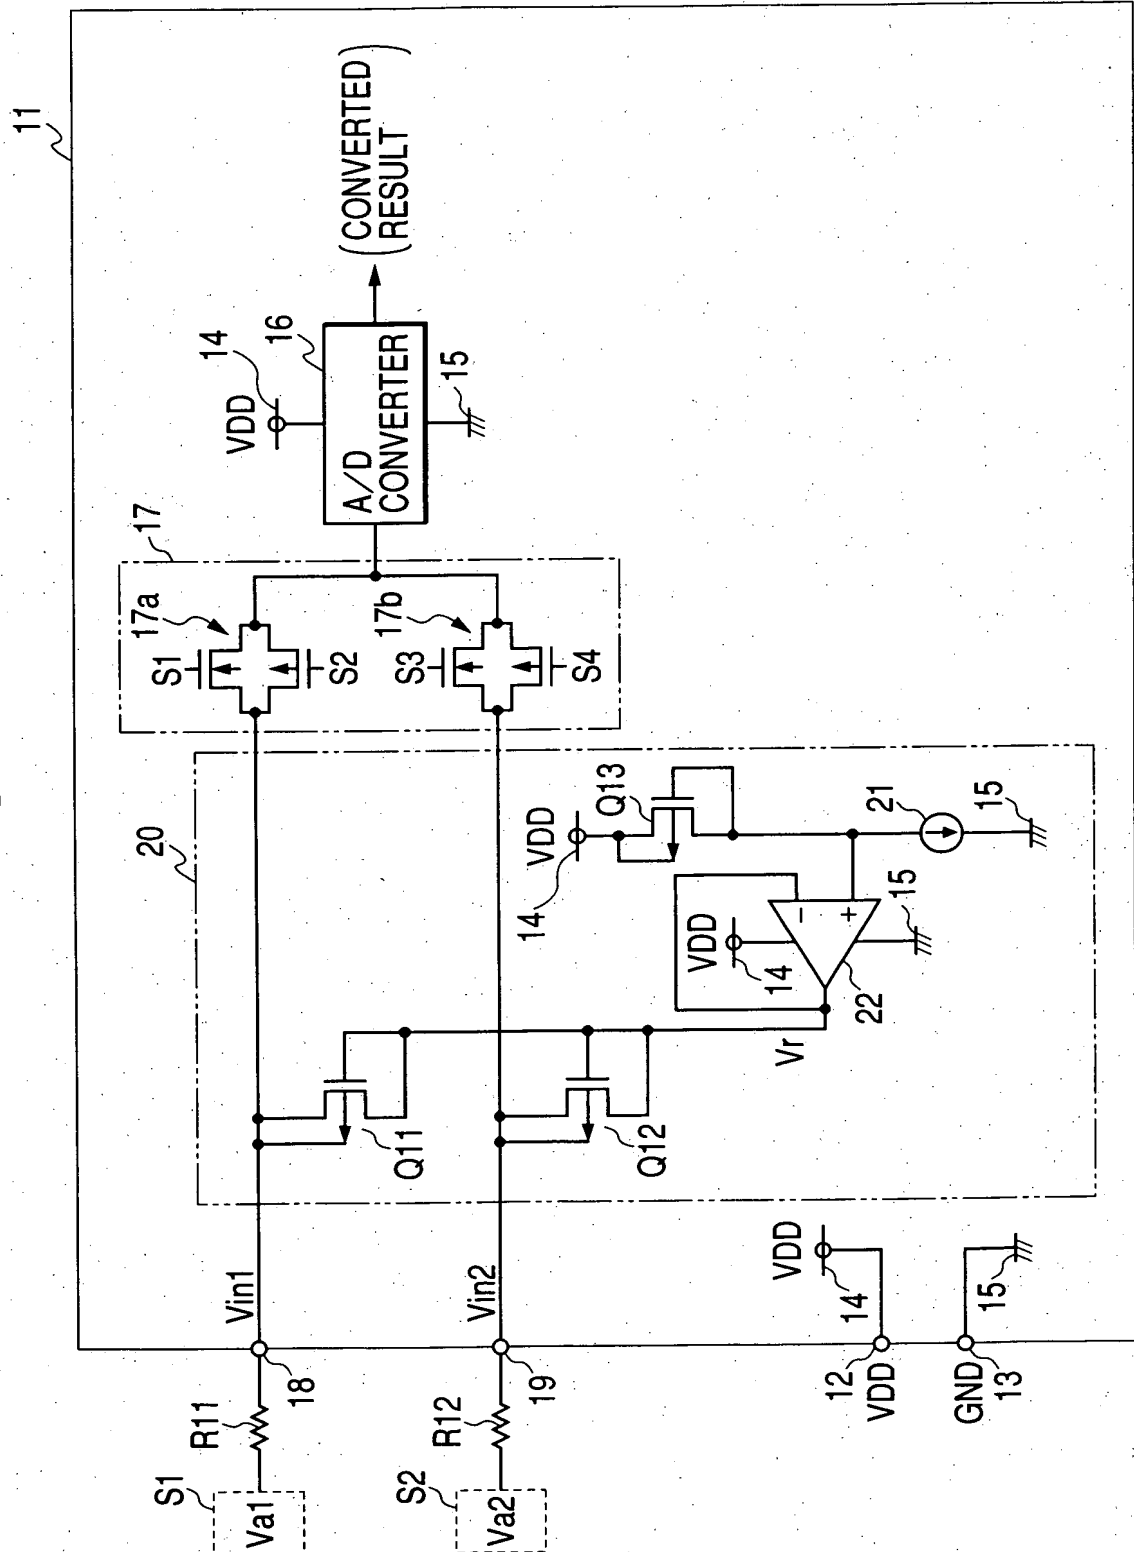 11
20
17
17a
S1
S2
17b
S3
S4
VDD
14
16
A/D
CONVERTER
15
(CONVERTED
RESULT)
S1
Va1
R11
18
Vin1
Q11
S2
Va2
R12
19
Vin2
Q12
Vr
VDD
14
22
15
−
+
VDD
14
Q13
21
15
VDD
14
12
VDD
15
GND
13